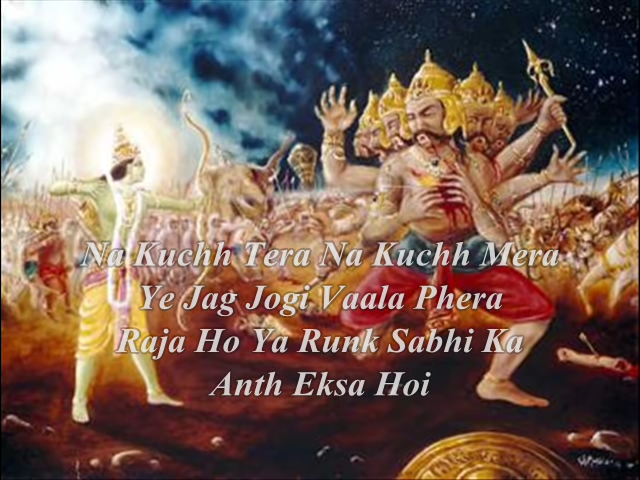 Na Kuchh Tera Na Kuchh Mera
Ye Jag Jogi Vaala Phera
Raja Ho Ya Runk Sabhi Ka
Anth Eksa Hoi